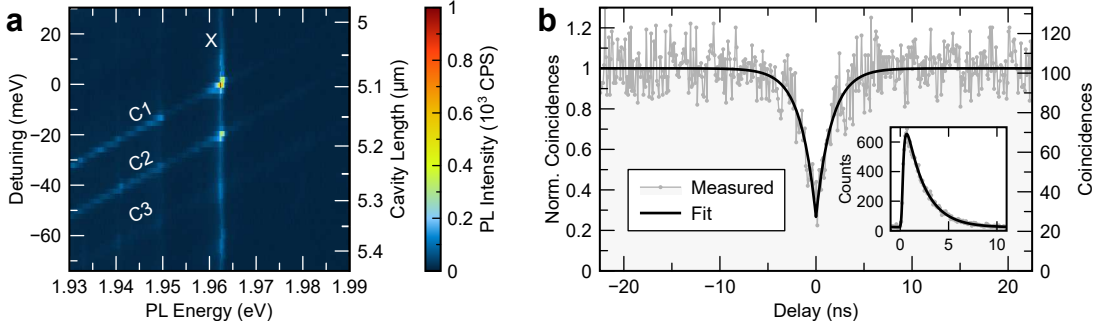 a
20
0
−20
−40
−60
Detuning (meV)
X
C1
C2
C3
1.93 1.94 1.95 1.96 1.97 1.98 1.99
PL Energy (eV)
5
5.1
5.2
5.3
5.4
Cavity Length (μm)
1
0.8
0.6
0.4
0.2
0
PL Intensity (10³ CPS)
b
1.2
1
0.8
0.6
0.4
0.2
0
Norm. Coincidences
Measured
Fit
−20 −10 0 10 20
Delay (ns)
120
100
80
60
40
20
0
Coincidences
600
400
200
0
Counts
0 5 10